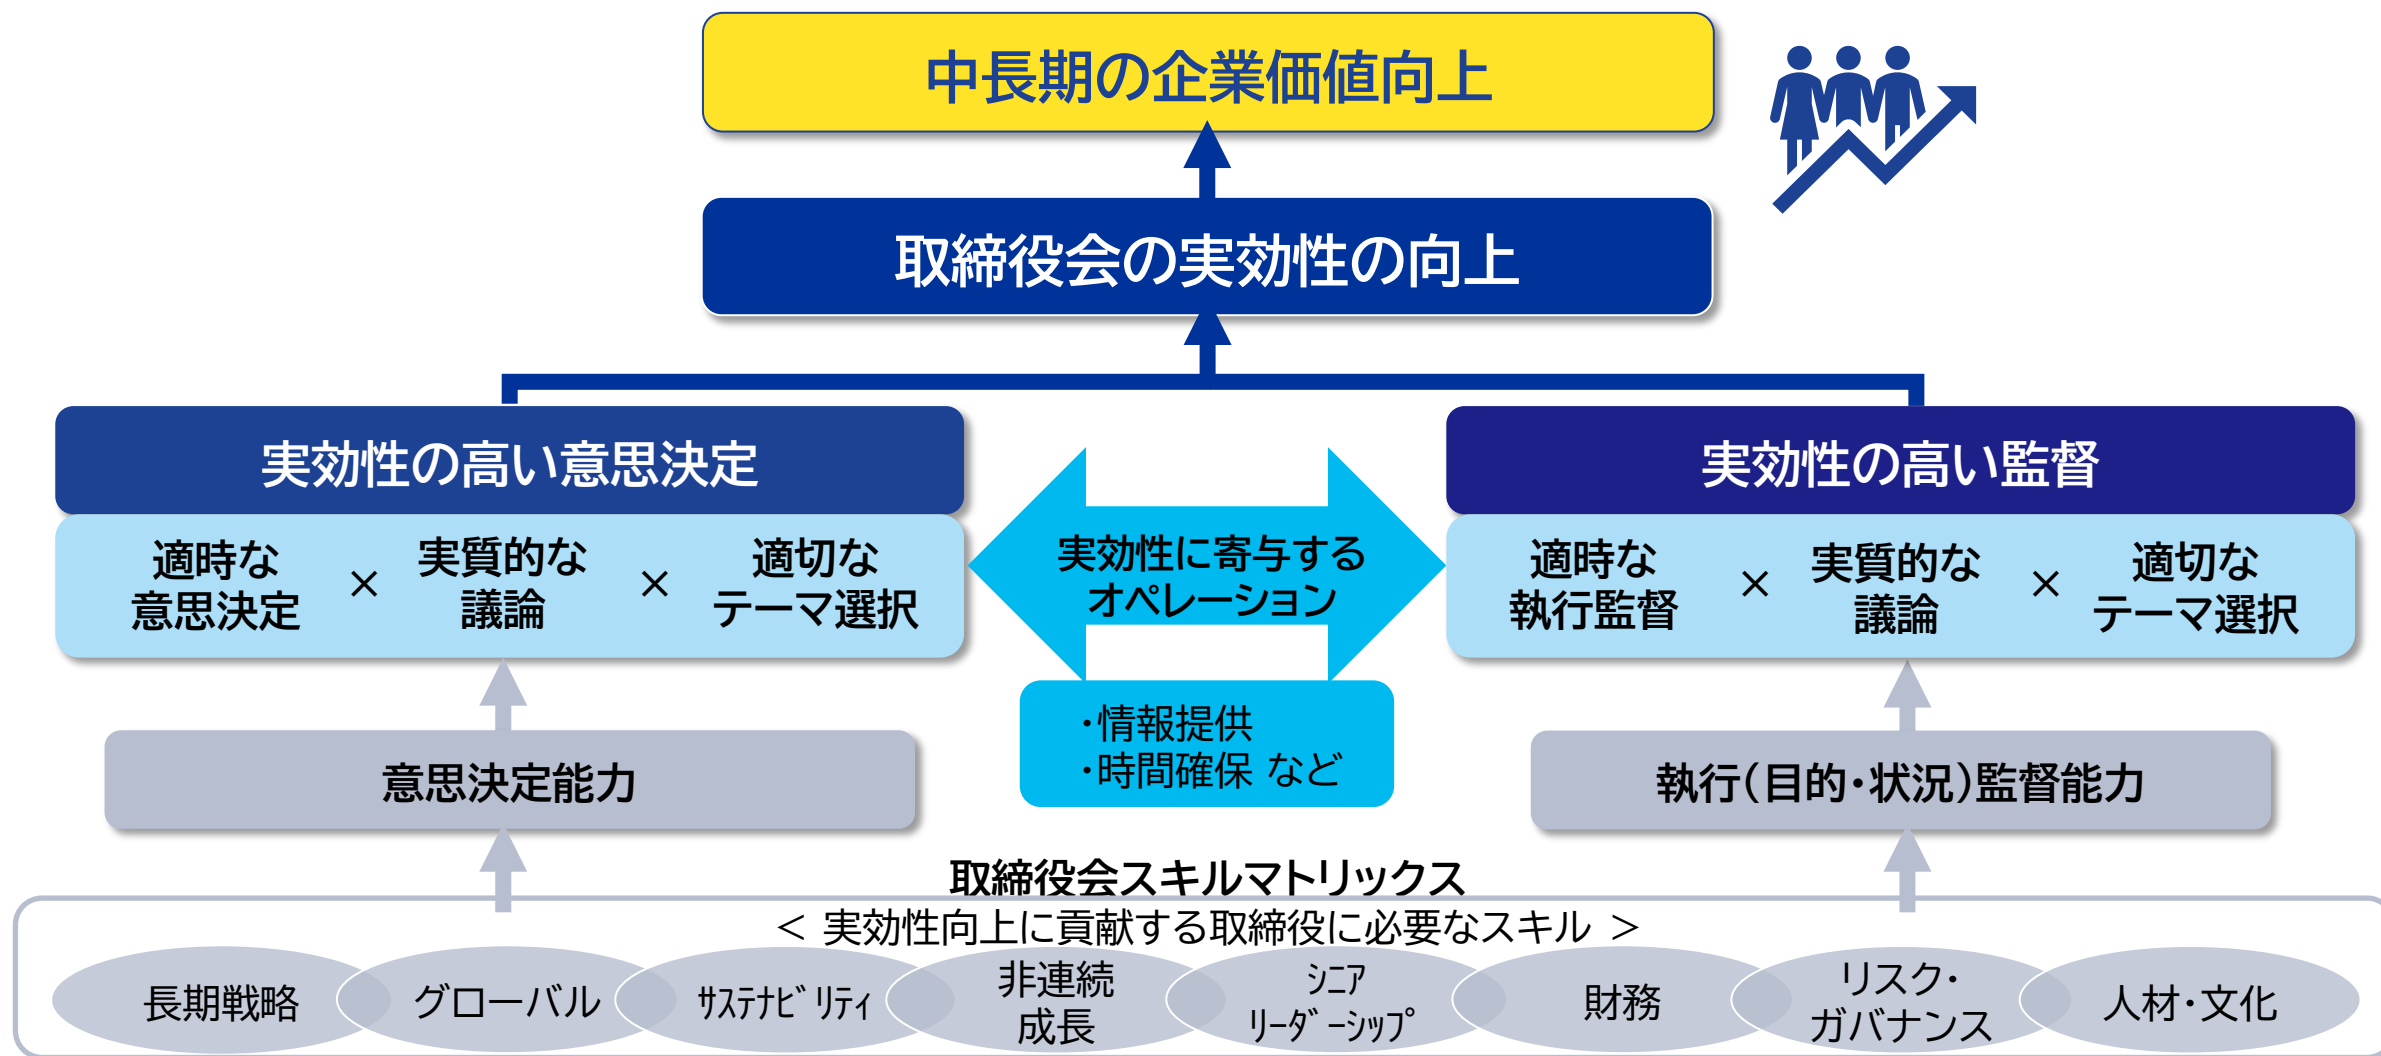 中長期の企業価値向上
取締役会の実効性の向上
実効性の高い意思決定
適時な
意思決定
×
実質的な
議論
×
適切な
テーマ選択
実効性に寄与する
オペレーション
・情報提供
・時間確保 など
実効性の高い監督
適時な
執行監督
×
実質的な
議論
×
適切な
テーマ選択
意思決定能力
執行(目的・状況)監督能力
取締役会スキルマトリックス
< 実効性向上に貢献する取締役に必要なスキル >
長期戦略
グローバル
ｻｽﾃﾅﾋﾞﾘﾃｨ
非連続
成長
ｼﾆｱ
ﾘｰﾀﾞｰｼｯﾌﾟ
財務
リスク・
ガバナンス
人材・文化